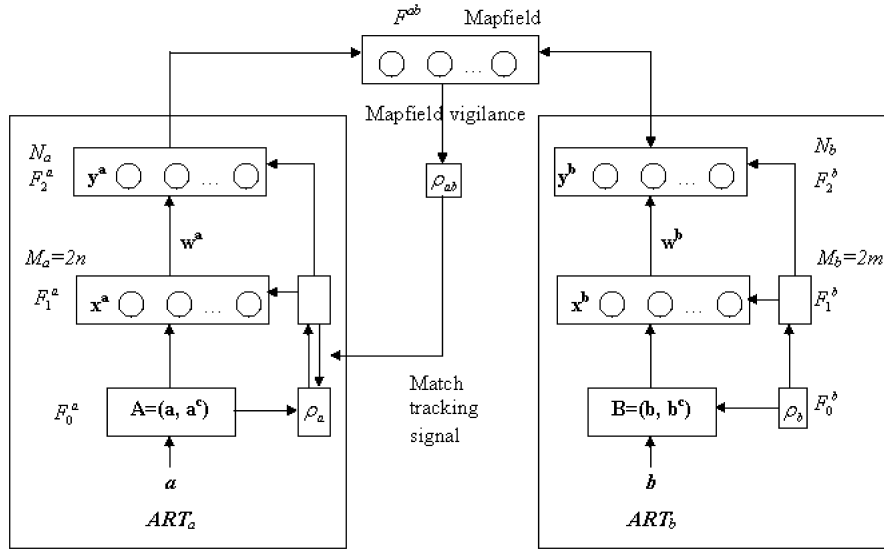 F^ab Mapfield
...
Mapfield vigilance
ρ_ab
N_a
F_2^a
y^a ...
w^a
M_a=2n
F_1^a
x^a ...
F_0^a
A=(a, a^c)
ρ_a
a
ART_a
Match
tracking
signal
N_b
F_2^b
y^b ...
w^b
M_b=2m
F_1^b
x^b ...
B=(b, b^c)
ρ_b
F_0^b
b
ART_b